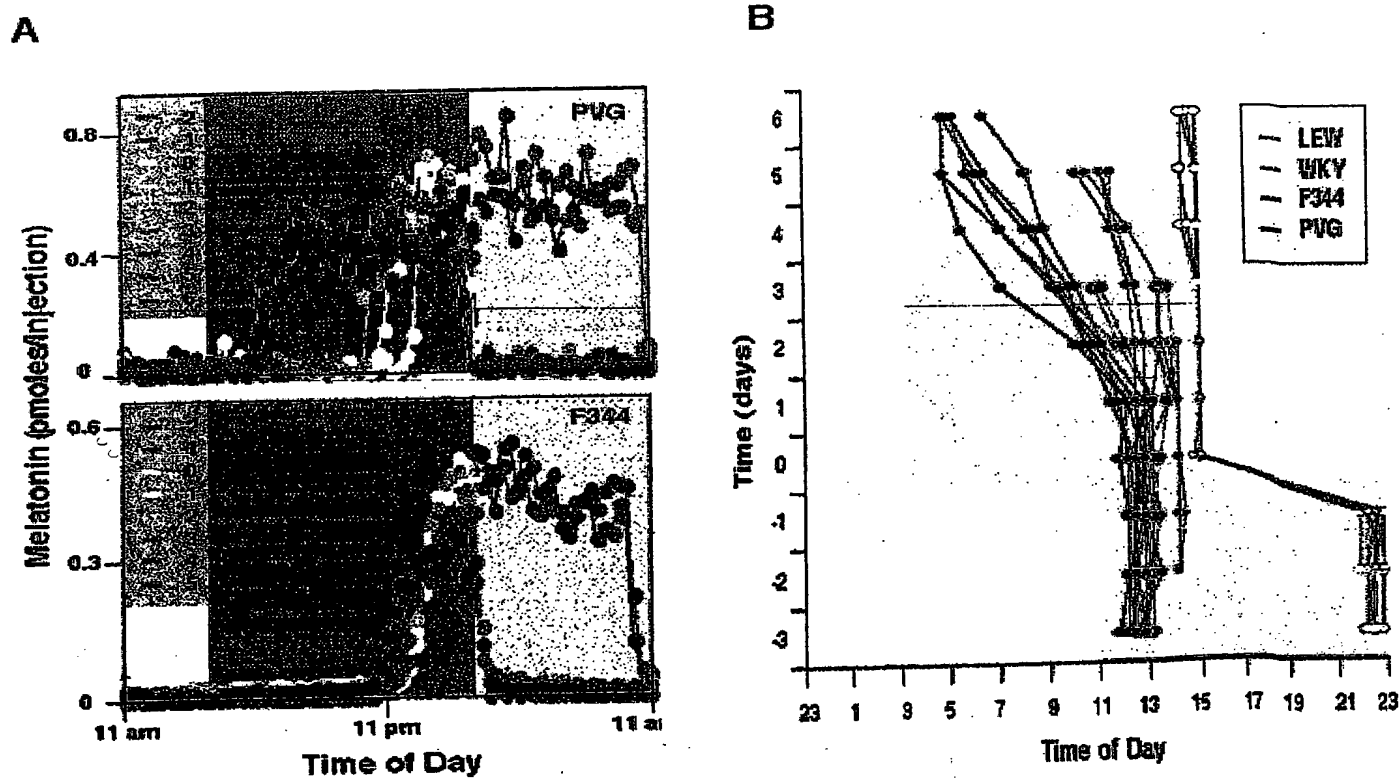 A
PVG
0.8
0.4
0
F344
0.6
0.3
0
11 am
11 pm
Melatonin (pmoles/injection)
Time of Day
B
6
5
4
3
2
1
0
-1
-2
-3
Time (days)
23 1 3 5 7 9 11 13 15 17 19 21 23
Time of Day
LEW
WKY
F344
PVG